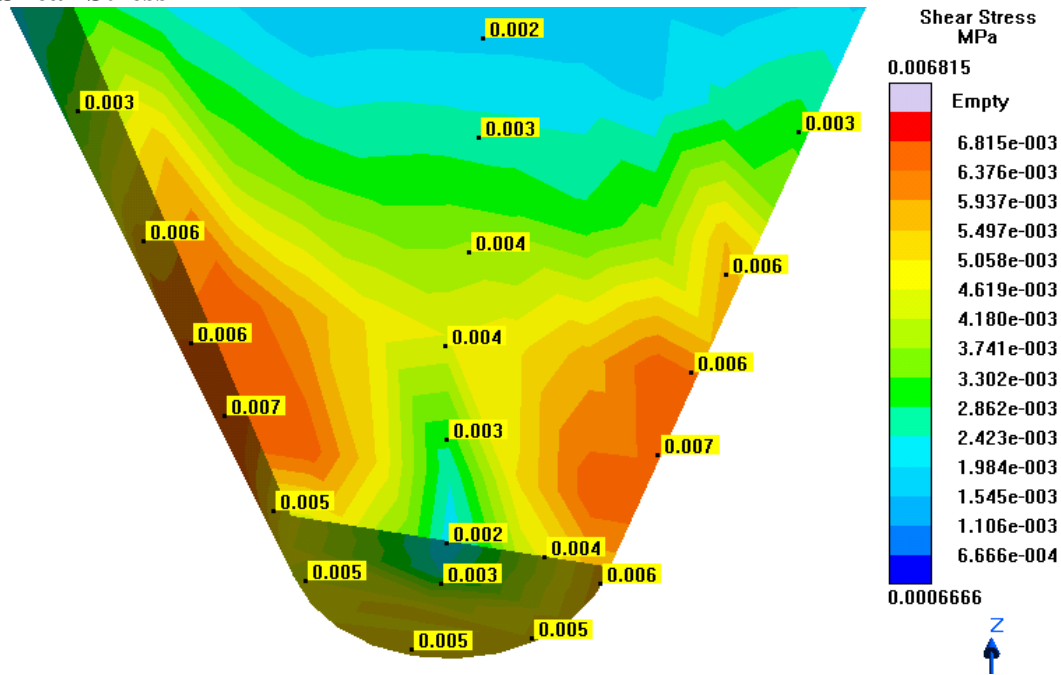 Shear Stress
MPa
0.006815
Empty
6.815e-003
6.376e-003
5.937e-003
5.497e-003
5.058e-003
4.619e-003
4.180e-003
3.741e-003
3.302e-003
2.862e-003
2.423e-003
1.984e-003
1.545e-003
1.106e-003
6.666e-004
0.0006666
Z
0.002
0.003
0.003
0.003
0.006
0.004
0.006
0.006
0.004
0.006
0.007
0.003
0.007
0.005
0.002
0.004
0.005
0.003
0.006
0.005
0.005